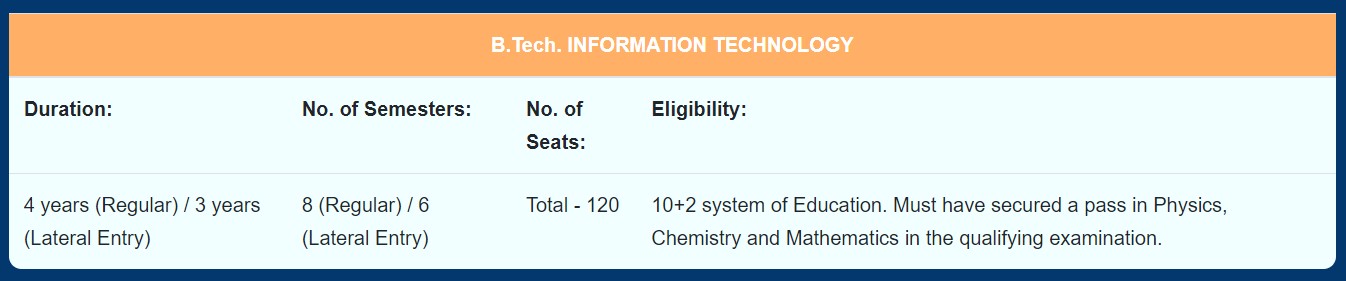 B.Tech. INFORMATION TECHNOLOGY
Duration: No. of Semesters: No. of Seats: Eligibility:
4 years (Regular) / 3 years (Lateral Entry)
8 (Regular) / 6 (Lateral Entry)
Total - 120
10+2 system of Education. Must have secured a pass in Physics,
Chemistry and Mathematics in the qualifying examination.